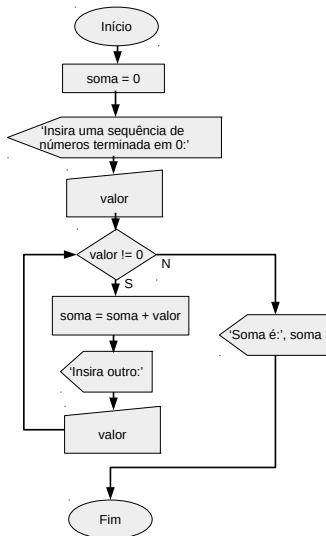 Início
soma = 0
'Insira uma sequência de
números terminada em 0:'
valor
valor != 0
N
S
soma = soma + valor
'Soma é:', soma
'Insira outro:'
valor
Fim